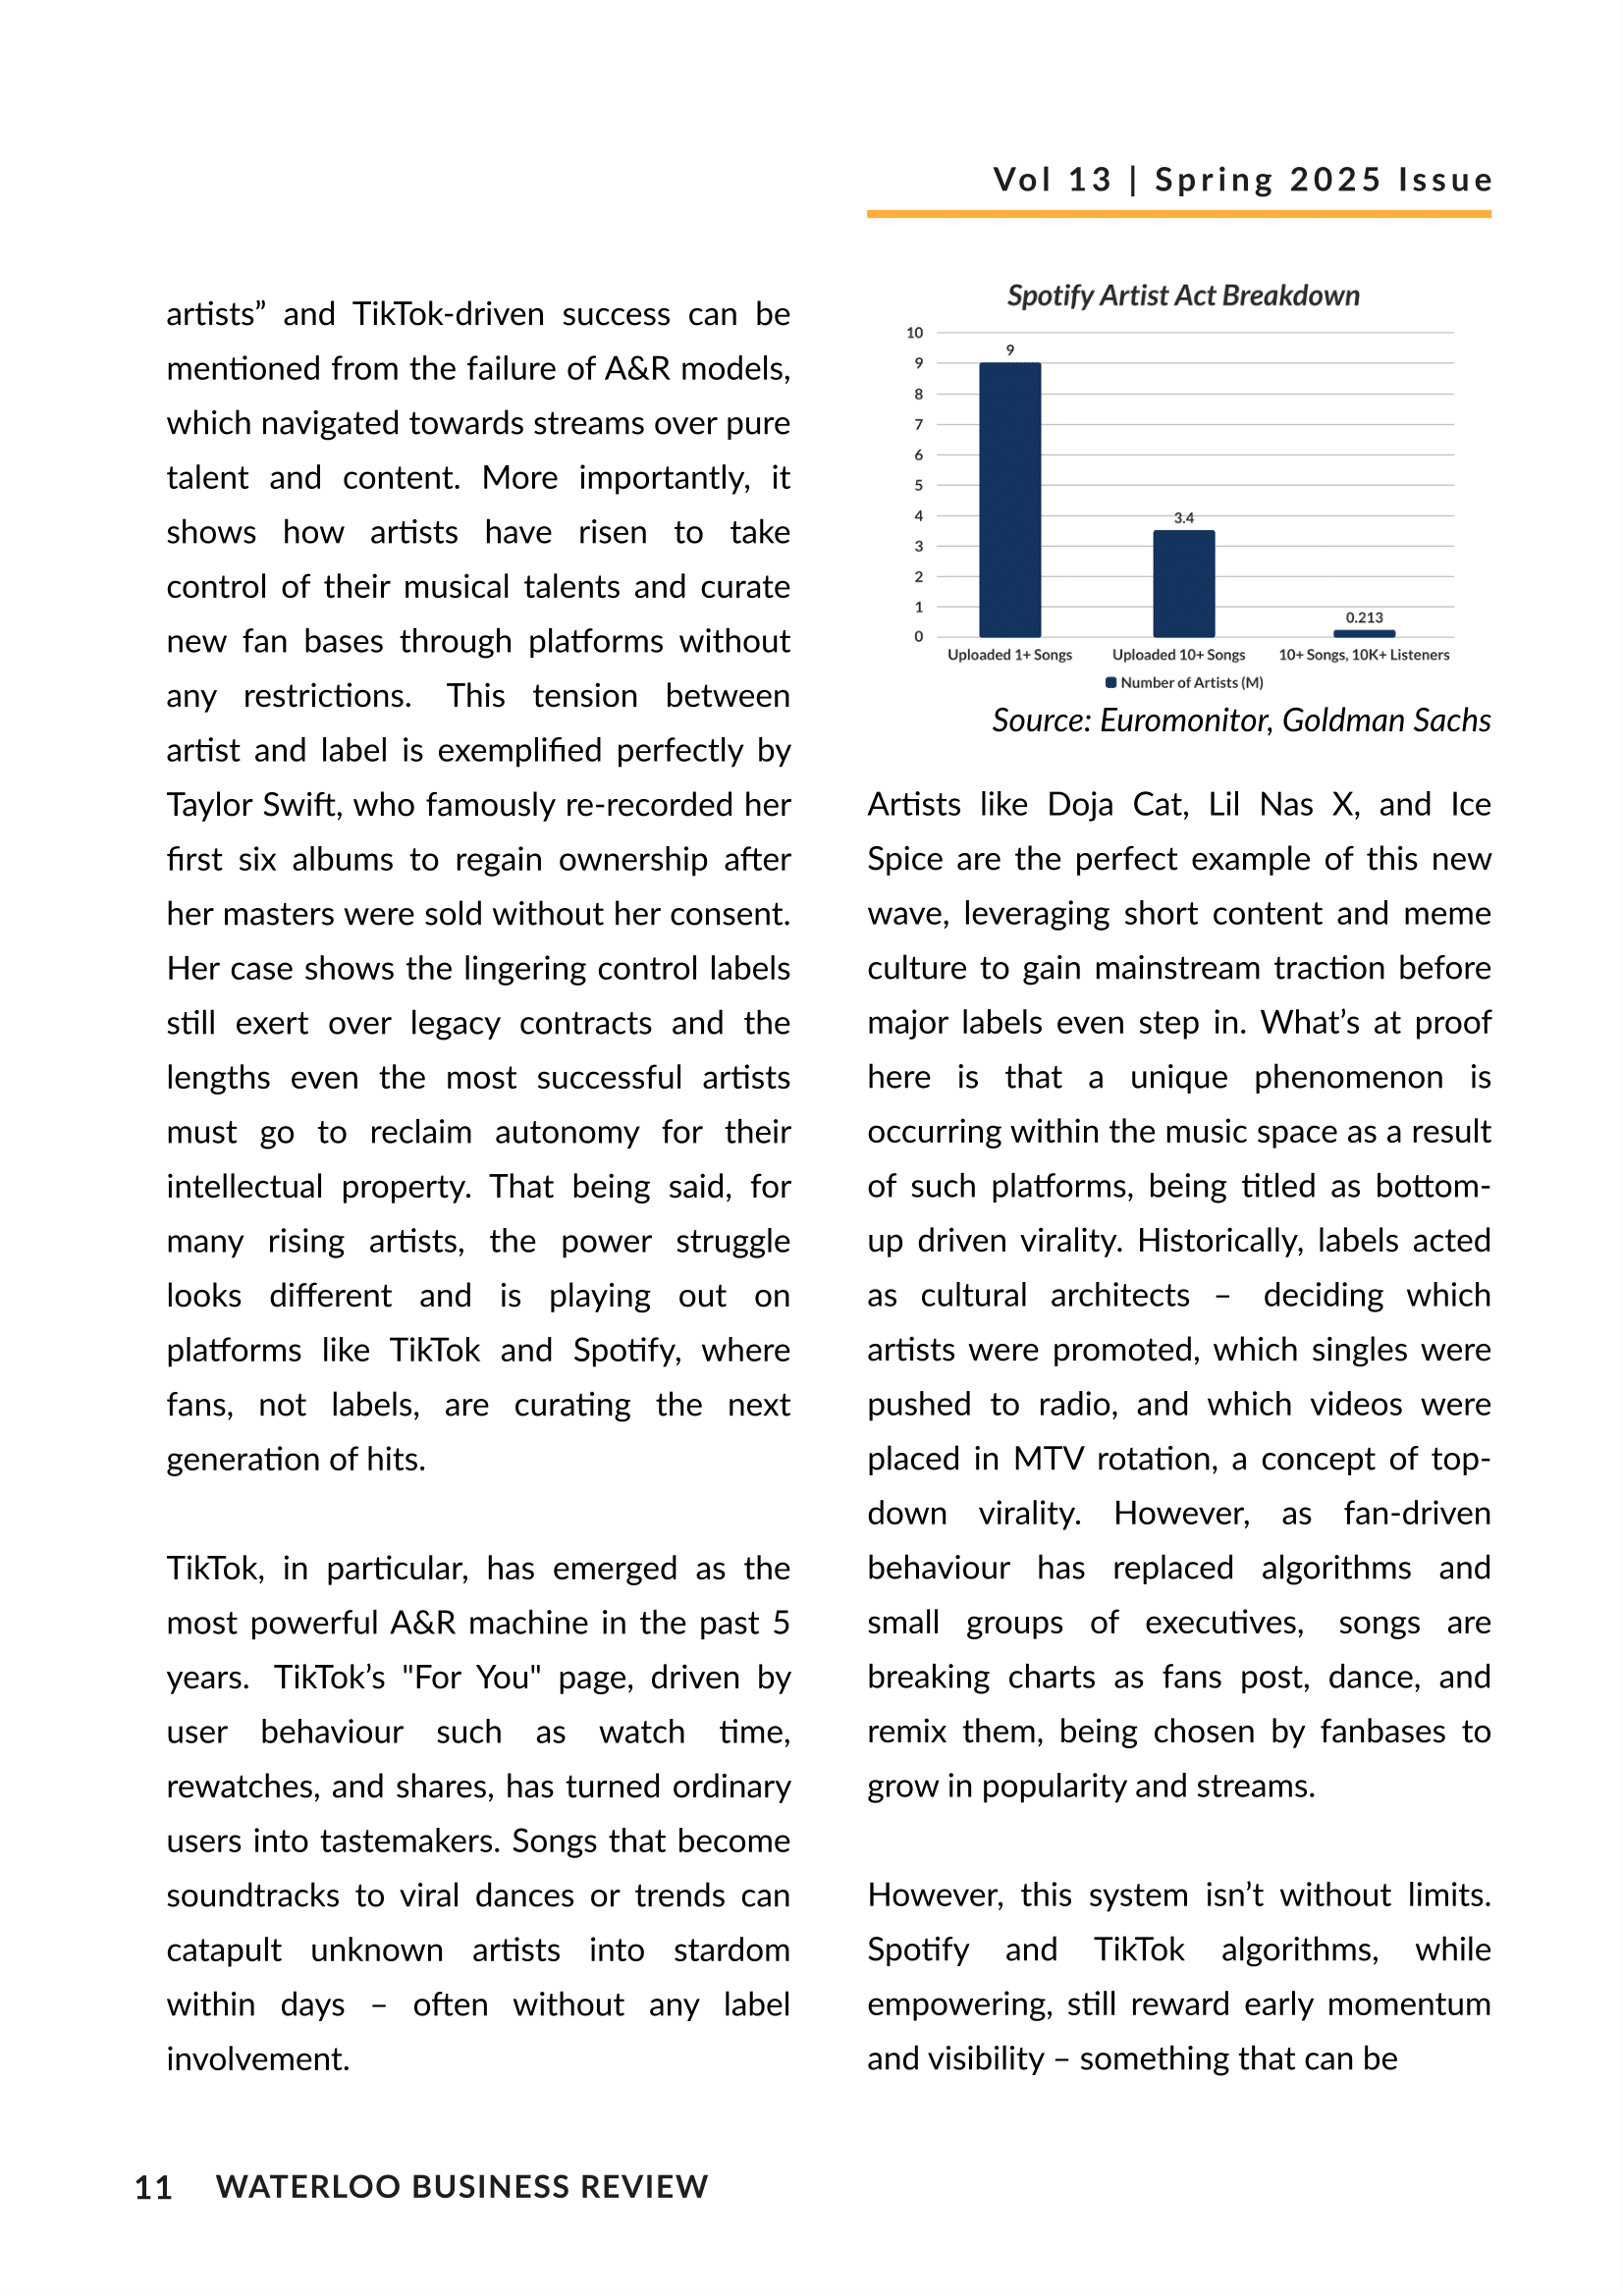 Vol 13 | Spring 2025 Issue
artists” and TikTok-driven success can be
mentioned from the failure of A&R models,
which navigated towards streams over pure
talent and content. More importantly, it
shows how artists have risen to take
control of their musical talents and curate
new fan bases through platforms without
any restrictions. This tension between
artist and label is exemplified perfectly by
Taylor Swift, who famously re-recorded her
first six albums to regain ownership after
her masters were sold without her consent.
Her case shows the lingering control labels
still exert over legacy contracts and the
lengths even the most successful artists
must go to reclaim autonomy for their
intellectual property. That being said, for
many rising artists, the power struggle
looks different and is playing out on
platforms like TikTok and Spotify, where
fans, not labels, are curating the next
generation of hits.
TikTok, in particular, has emerged as the
most powerful A&R machine in the past 5
years. TikTok’s "For You" page, driven by
user behaviour such as watch time,
rewatches, and shares, has turned ordinary
users into tastemakers. Songs that become
soundtracks to viral dances or trends can
catapult unknown artists into stardom
within days – often without any label
involvement.
Spotify Artist Act Breakdown
10
9
8
7
6
5
4
3
2
1
0
9
3.4
0.213
Uploaded 1+ Songs
Uploaded 10+ Songs
10+ Songs, 10K+ Listeners
Number of Artists (M)
Source: Euromonitor, Goldman Sachs
Artists like Doja Cat, Lil Nas X, and Ice
Spice are the perfect example of this new
wave, leveraging short content and meme
culture to gain mainstream traction before
major labels even step in. What’s at proof
here is that a unique phenomenon is
occurring within the music space as a result
of such platforms, being titled as bottom-
up driven virality. Historically, labels acted
as cultural architects – deciding which
artists were promoted, which singles were
pushed to radio, and which videos were
placed in MTV rotation, a concept of top-
down virality. However, as fan-driven
behaviour has replaced algorithms and
small groups of executives, songs are
breaking charts as fans post, dance, and
remix them, being chosen by fanbases to
grow in popularity and streams.
However, this system isn’t without limits.
Spotify and TikTok algorithms, while
empowering, still reward early momentum
and visibility – something that can be
11 WATERLOO BUSINESS REVIEW